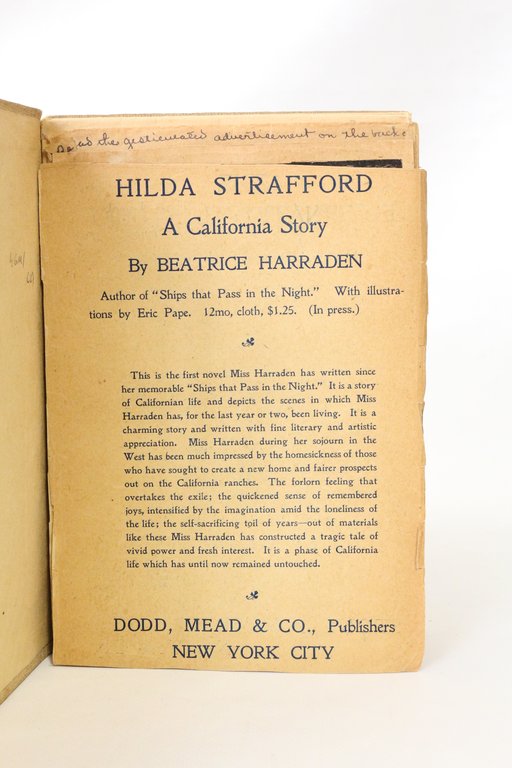 the gesticulated advertisement on the back
HILDA STRAFFORD
A California Story
By BEATRICE HARRADEN
Author of "Ships that Pass in the Night." With illustra-
tions by Eric Pape. 12mo, cloth, $1.25. (In press.)
This is the first novel Miss Harraden has written since
her memorable "Ships that Pass in the Night." It is a story
of Californian life and depicts the scenes in which Miss
Harraden has, for the last year or two, been living. It is a
charming story and written with fine literary and artistic
appreciation. Miss Harraden during her sojourn in the
West has been much impressed by the homesickness of those
who have sought to create a new home and fairer prospects
out on the California ranches. The forlorn feeling that
overtakes the exile; the quickened sense of remembered
joys, intensified by the imagination amid the loneliness of
the life; the self-sacrificing toil of years—out of materials
like these Miss Harraden has constructed a tragic tale of
vivid power and fresh interest. It is a phase of California
life which has until now remained untouched.
DODD, MEAD & CO., Publishers
NEW YORK CITY